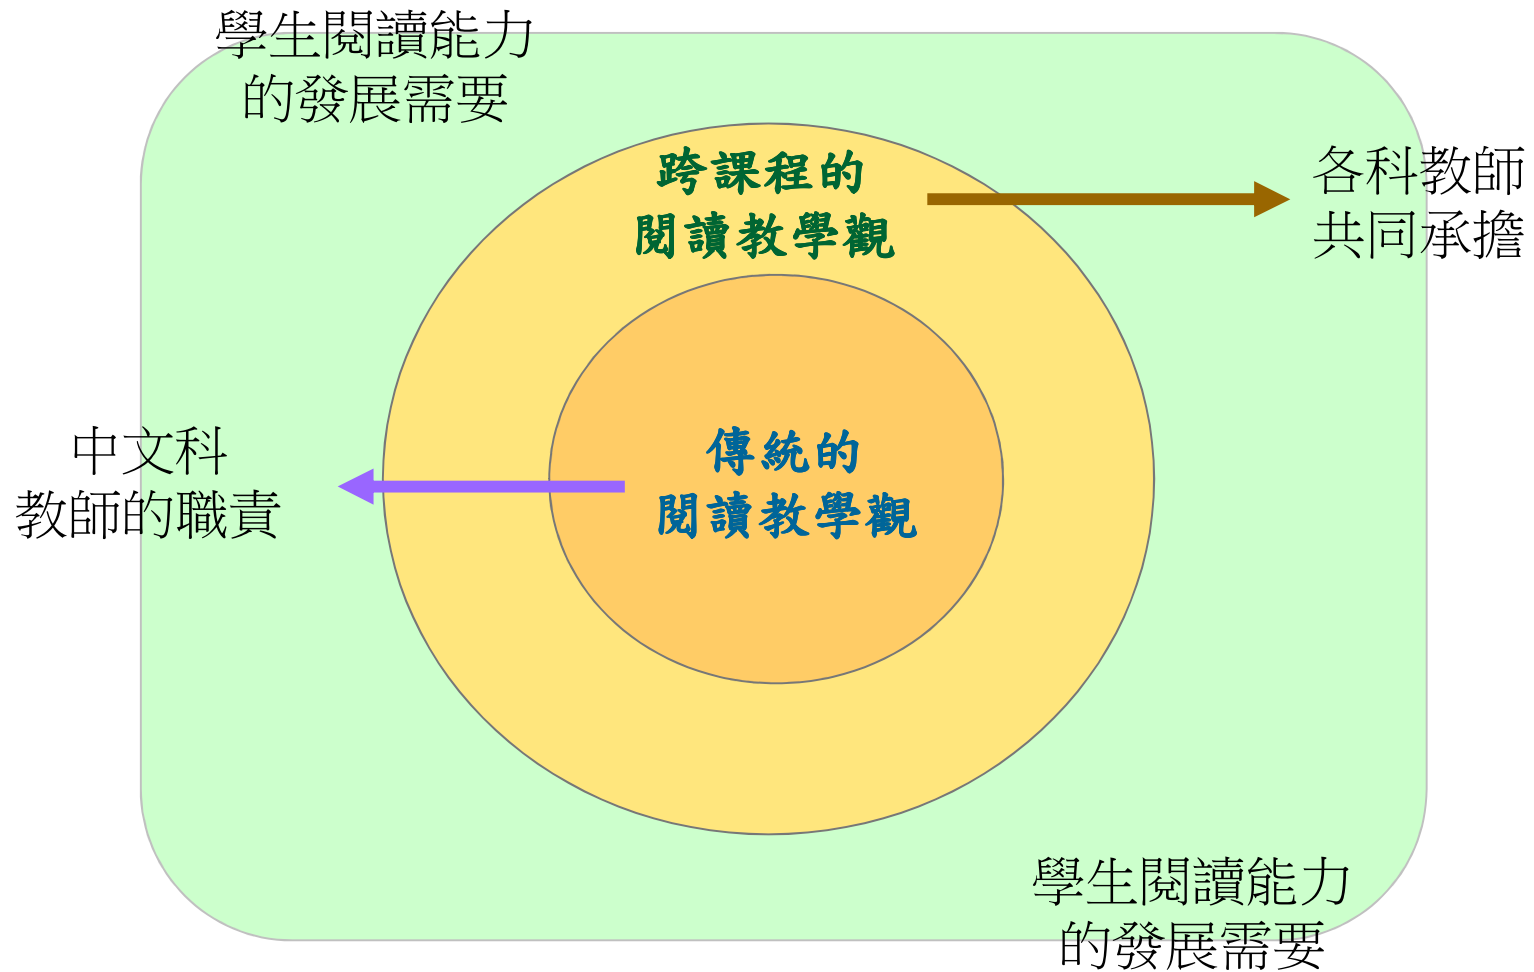 學生閱讀能力
的發展需要
跨課程的
閱讀教學觀
各科教師
共同承擔
中文科
教師的職責
傳統的
閱讀教學觀
學生閱讀能力
的發展需要